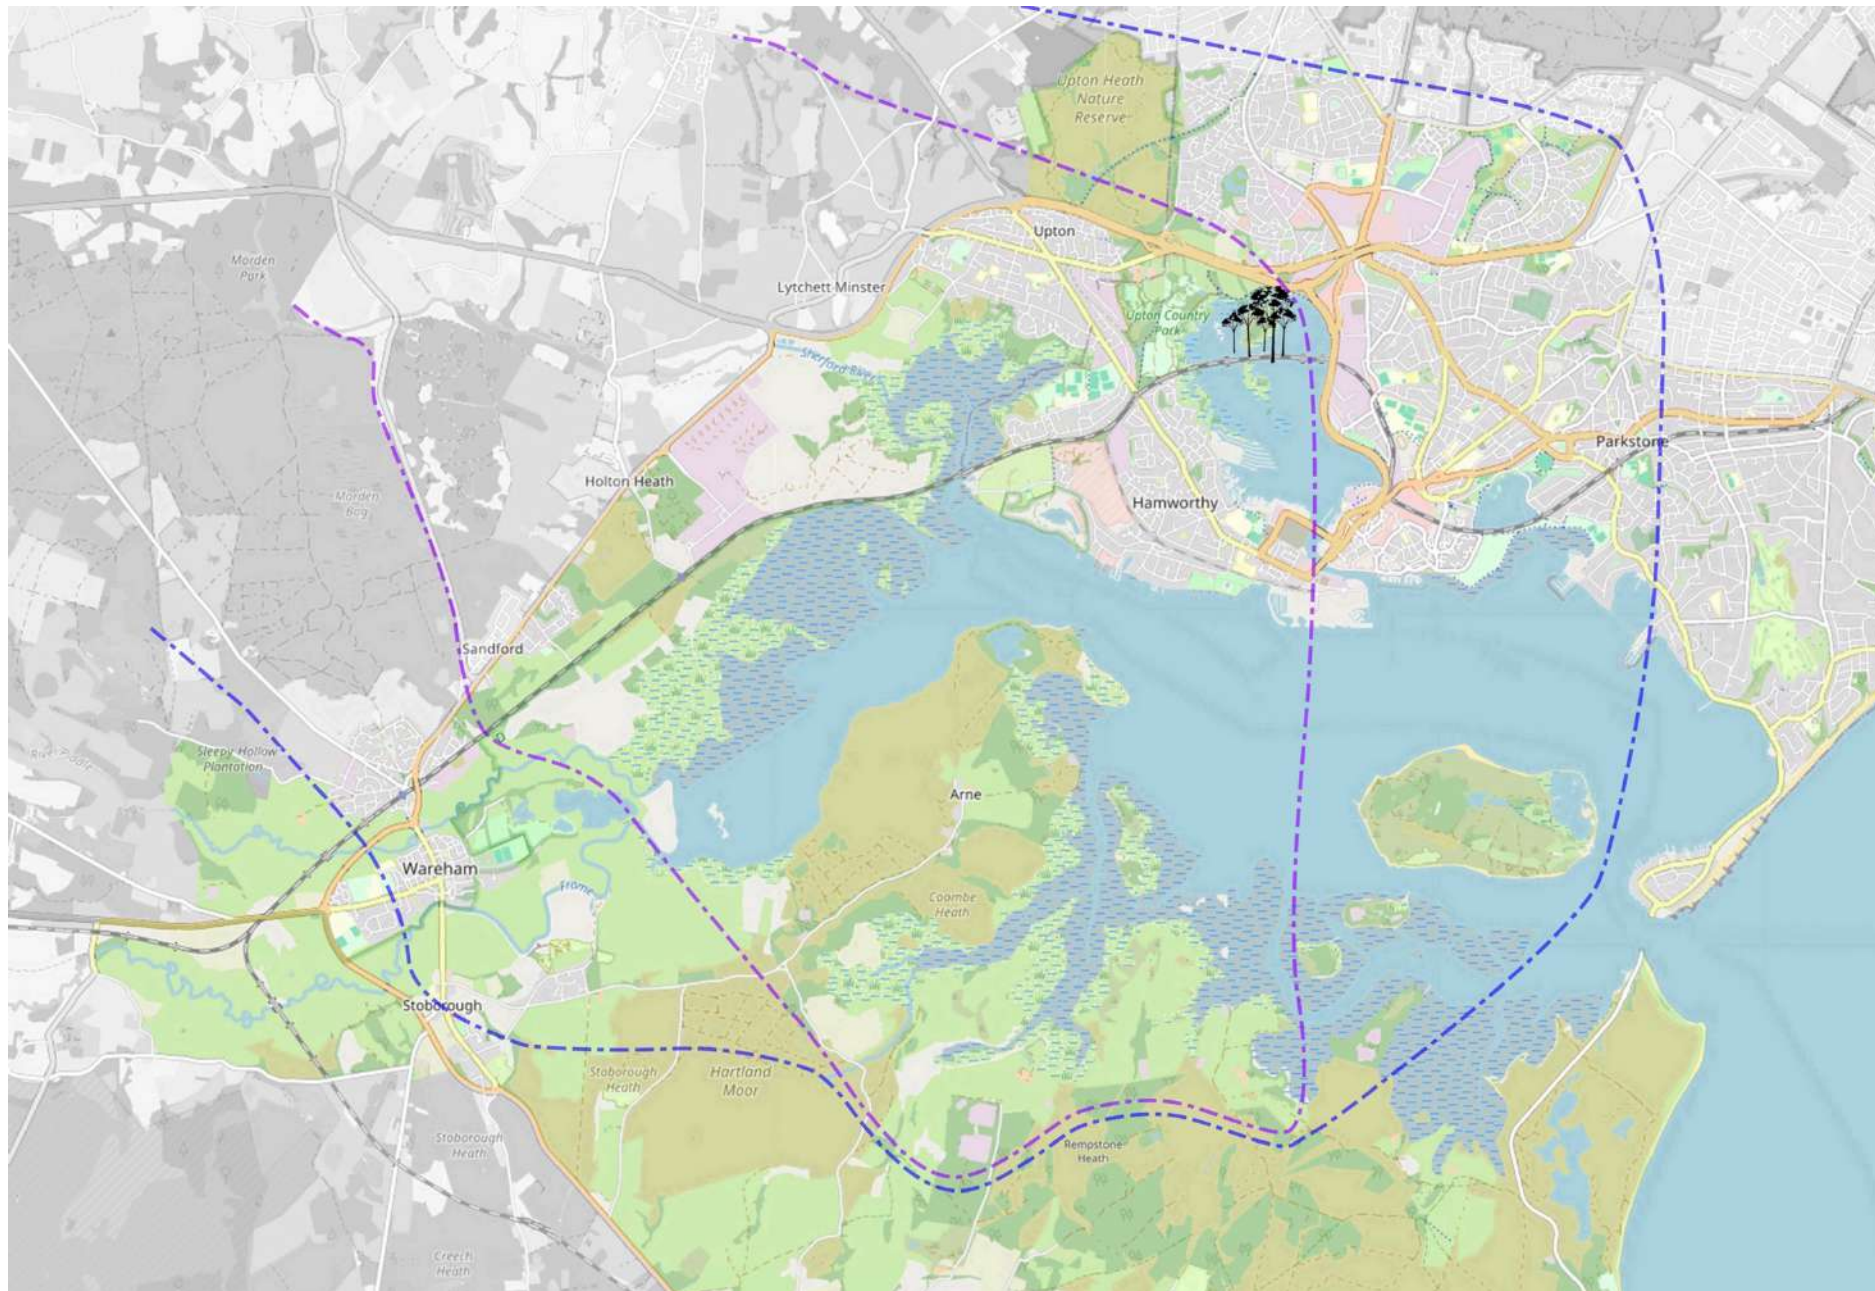 Upton Heath
Nature
Reserve
Upton
Morden
Park
Lytchett Minster
Upton Country
Park
Sherford River
Parkstone
Holton Heath
Morden
Bog
Hamworthy
Sandford
Sleepy Hollow
Plantation
River Piddle
Arne
Wareham
Frome
Coombe
Heath
Stoborough
Stoborough
Heath
Hartland
Moor
Stoborough
Heath
Rempstone
Heath
Creech
Heath